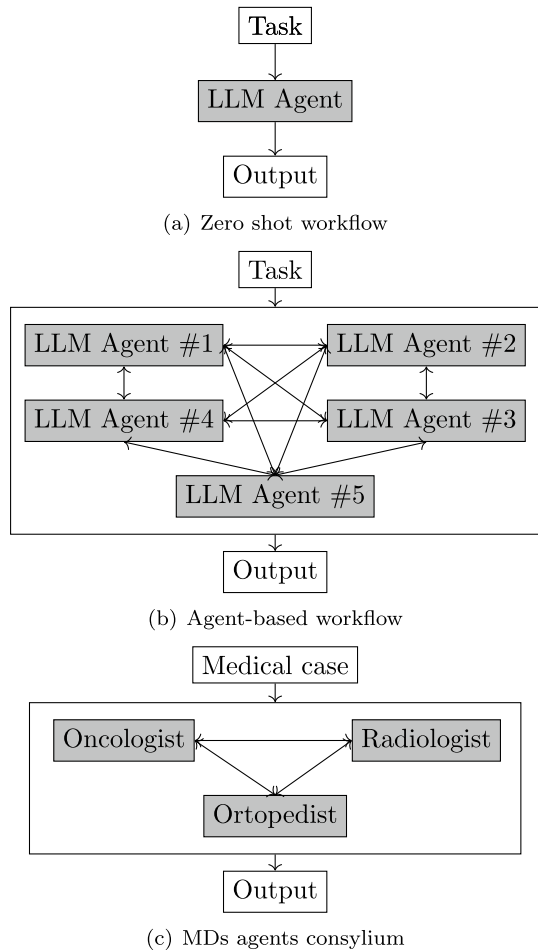 Task
LLM Agent
Output
(a) Zero shot workflow
Task
LLM Agent #1
LLM Agent #2
LLM Agent #4
LLM Agent #3
LLM Agent #5
Output
(b) Agent-based workflow
Medical case
Oncologist
Radiologist
Ortopedist
Output
(c) MDs agents consylium